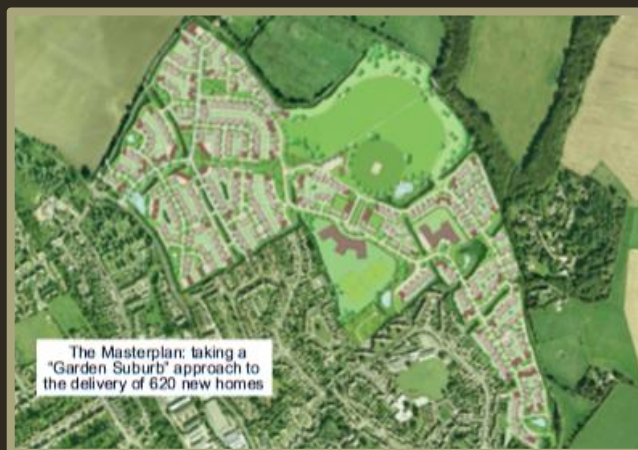 The Masterplan: taking a
"Garden Suburb" approach to
the delivery of 620 new homes